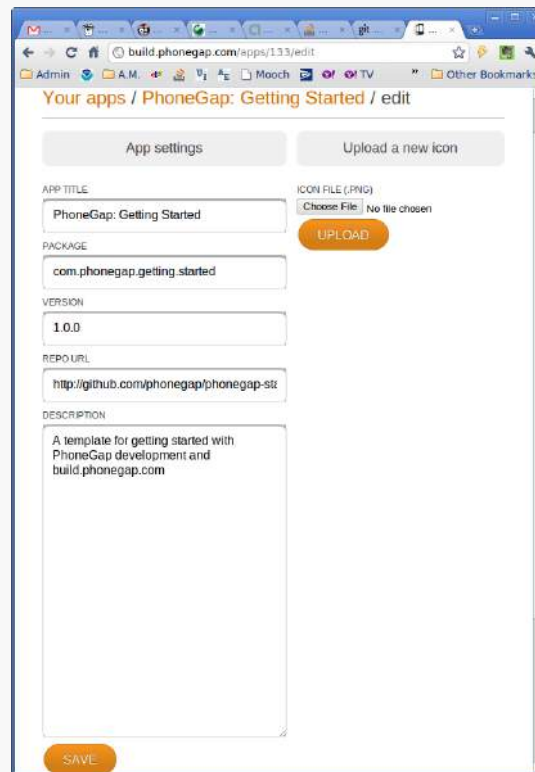 git
build.phonegap.com/apps/133/edit
Admin A.M. Mooch TV " Other Bookmarks
Your apps / PhoneGap: Getting Started / edit
App settings
Upload a new icon
APP TITLE
PhoneGap: Getting Started
PACKAGE
com.phonegap.getting.started
VERSION
1.0.0
REPO URL
http://github.com/phonegap/phonegap-sta
DESCRIPTION
A template for getting started with
PhoneGap development and
build.phonegap.com
SAVE
ICON FILE (.PNG)
Choose File No file chosen
UPLOAD